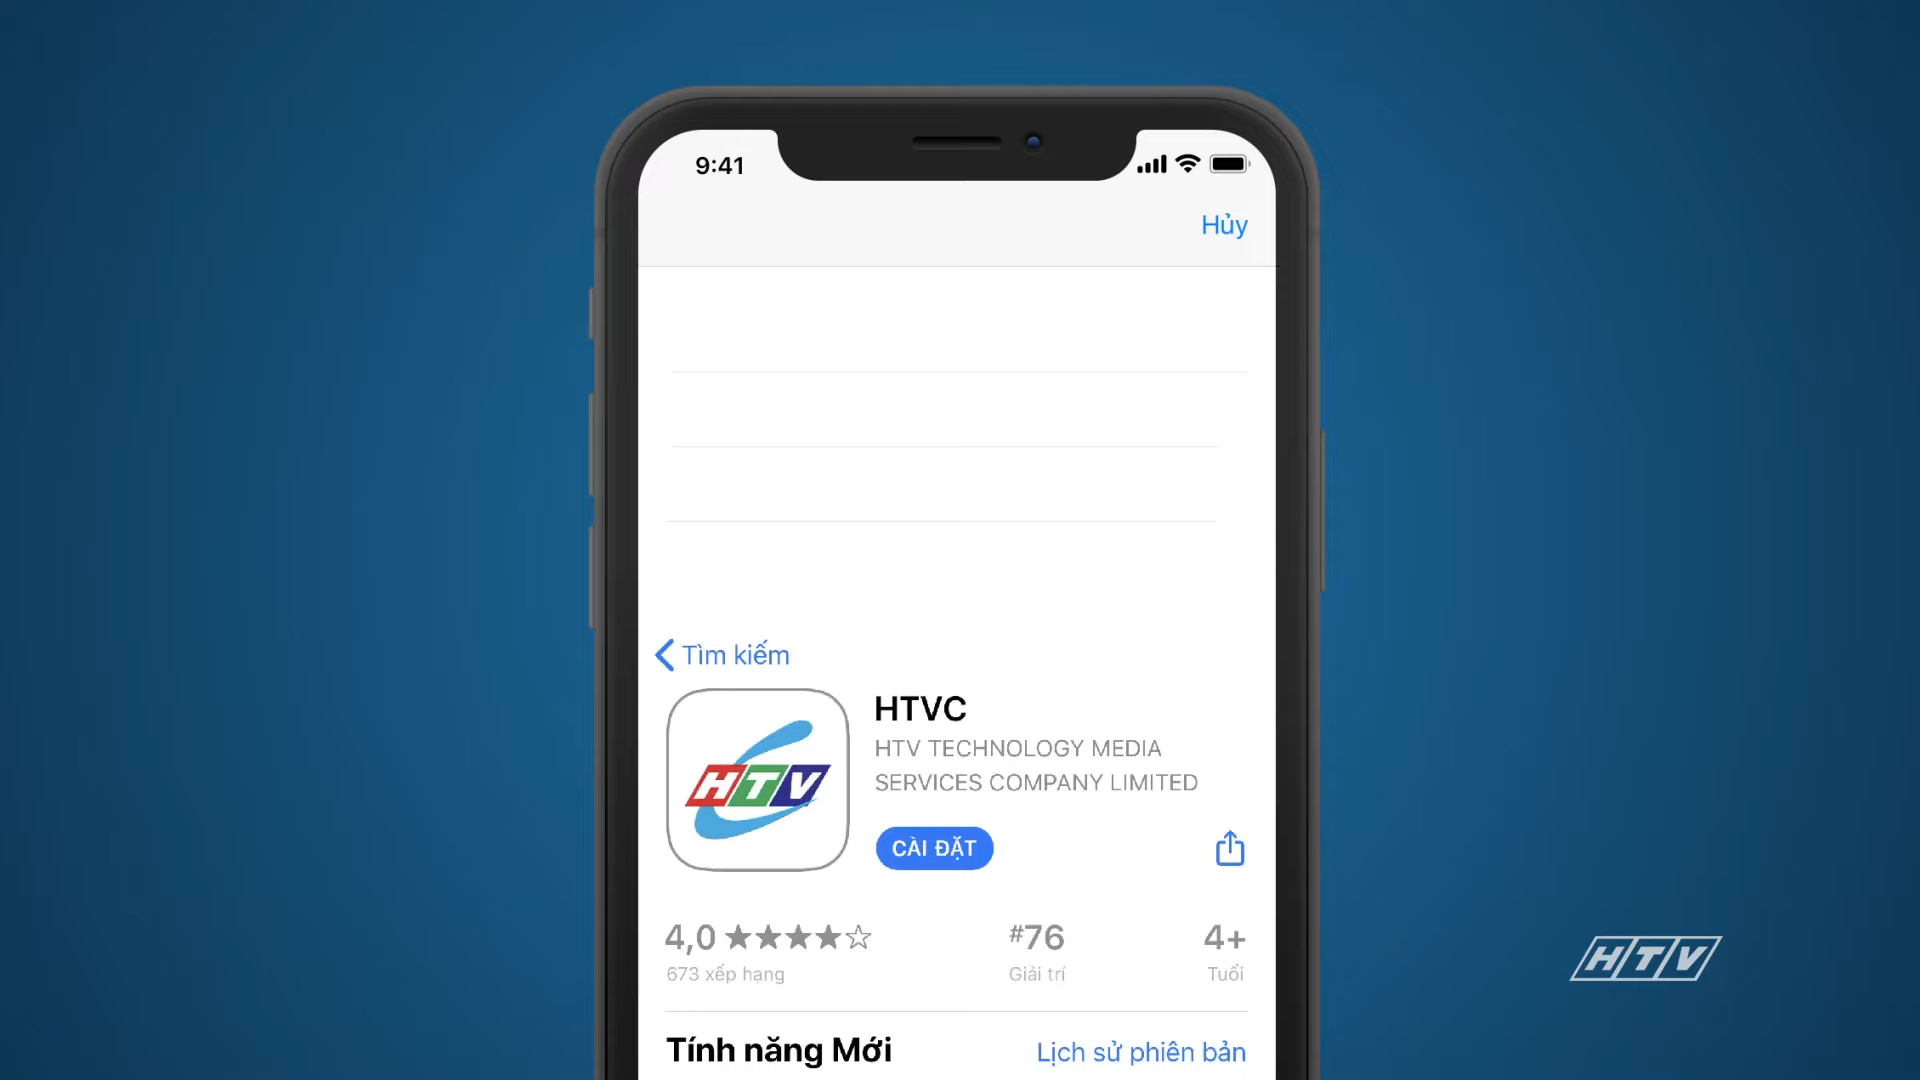 9:41
Hủy
Tìm kiếm
HTV
HTVC
HTV TECHNOLOGY MEDIA
SERVICES COMPANY LIMITED
CÀI ĐẶT
4,0
#76
4+
673 xếp hạng
Giải trí
Tuổi
HTV
Tính năng Mới
Lịch sử phiên bản